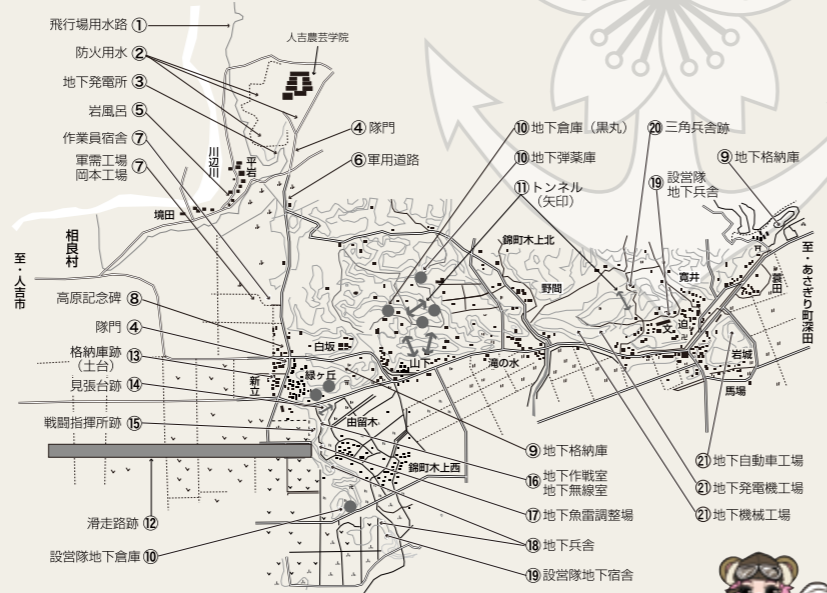 飛行場用水路 ①
防火用水 ②
地下発電所 ③
岩風呂 ⑤
作業員宿舎 ⑦
軍需工場
岡本工場 ⑦
人吉農芸学院
④ 隊門
⑥ 軍用道路
川辺川
平岩
境田
相良村
至・人吉市
⑩ 地下倉庫（黒丸）
⑩ 地下弾薬庫
⑪ トンネル
（矢印）
⑳ 三角兵舎跡
⑲ 設営隊
地下兵舎
⑨ 地下格納庫
錦町木上北
野間
寛井
迫
岩城
馬場
至・あさぎり町深田
高原記念碑 ⑧
隊門 ④
格納庫跡
（土台） ⑬
見張台跡 ⑭
戦闘指揮所跡 ⑮
新立
白坂
緑ヶ丘
山下
滝の水
由留木
錦町木上西
滑走路跡 ⑫
設営隊地下倉庫 ⑩
⑨ 地下格納庫
⑯ 地下作戦室
地下無線室
⑰ 地下魚雷調整場
⑱ 地下兵舎
⑲ 設営隊地下宿舎
㉑ 地下自動車工場
㉑ 地下発電機工場
㉑ 地下機械工場